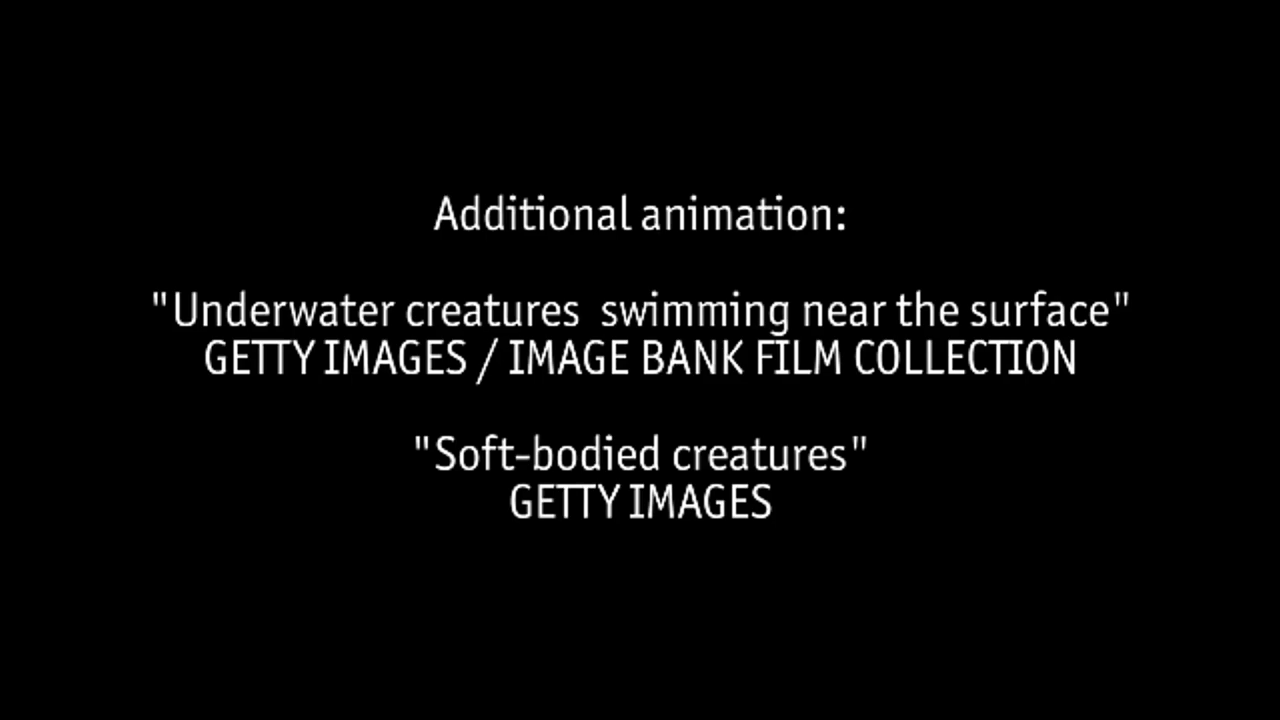 Additional animation:
"Underwater creatures  swimming near the surface"
GETTY IMAGES / IMAGE BANK FILM COLLECTION
"Soft-bodied creatures"
GETTY IMAGES